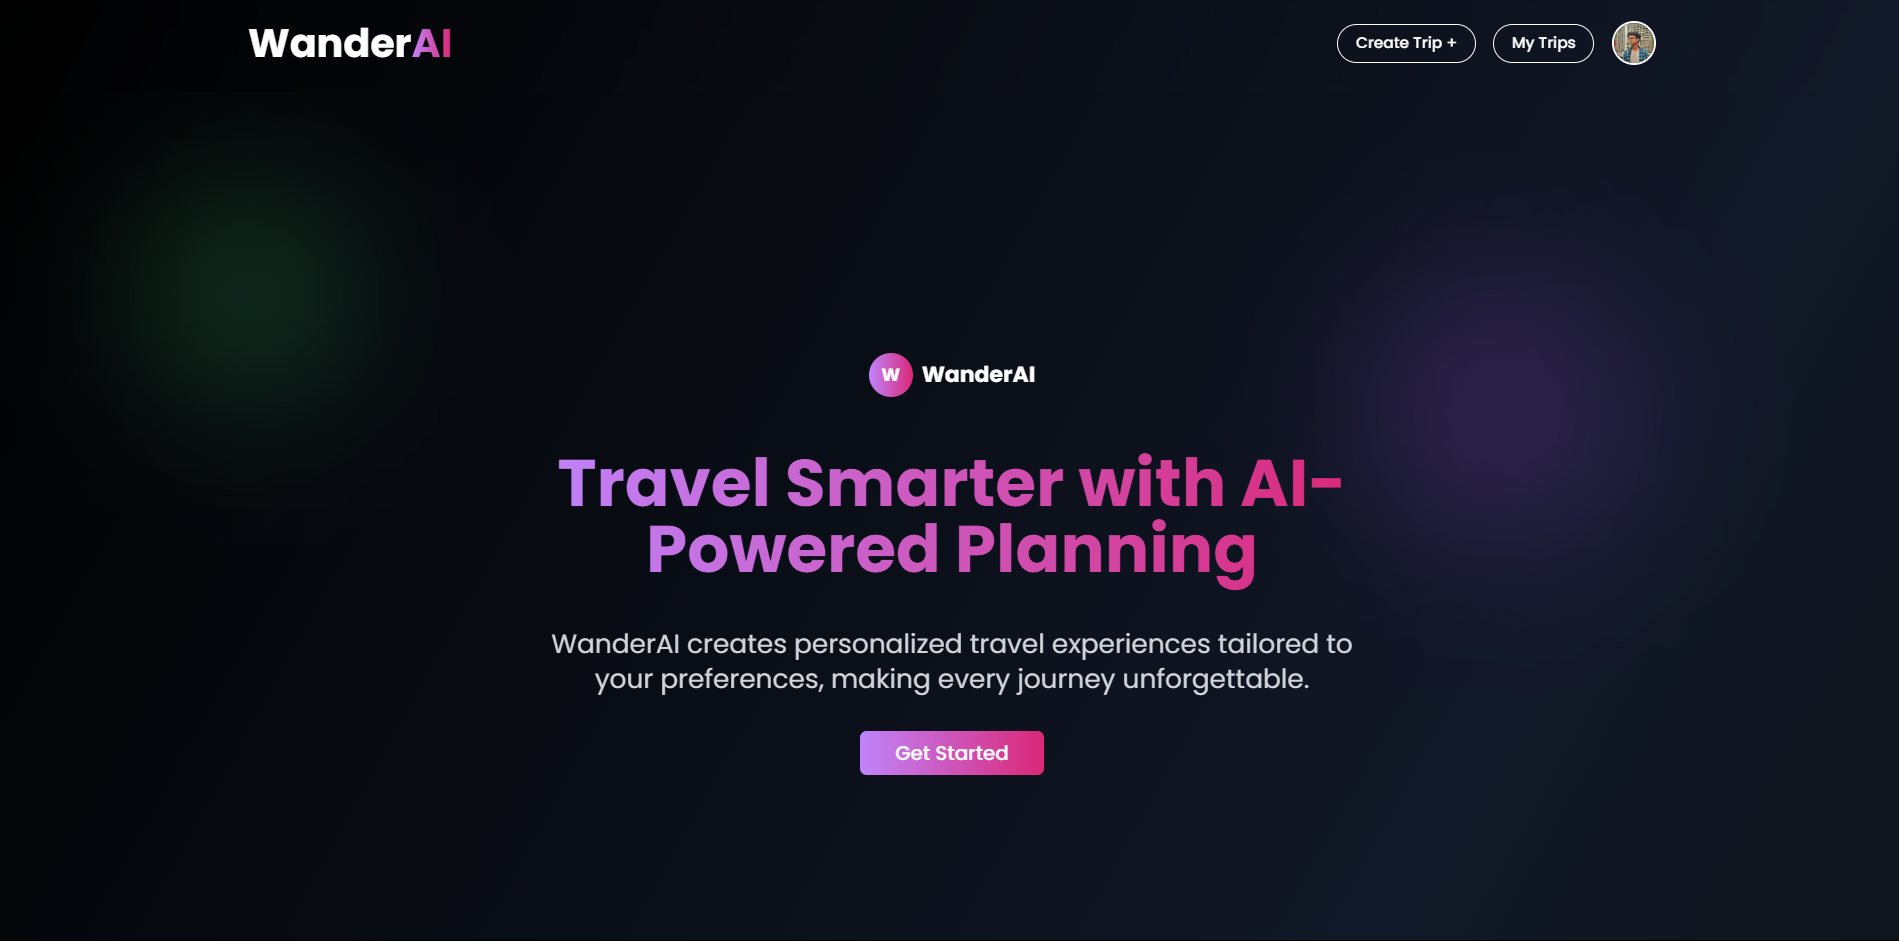 WanderAI
Create Trip +
My Trips
W
WanderAI
Travel Smarter with AI-
Powered Planning
WanderAI creates personalized travel experiences tailored to
your preferences, making every journey unforgettable.
Get Started